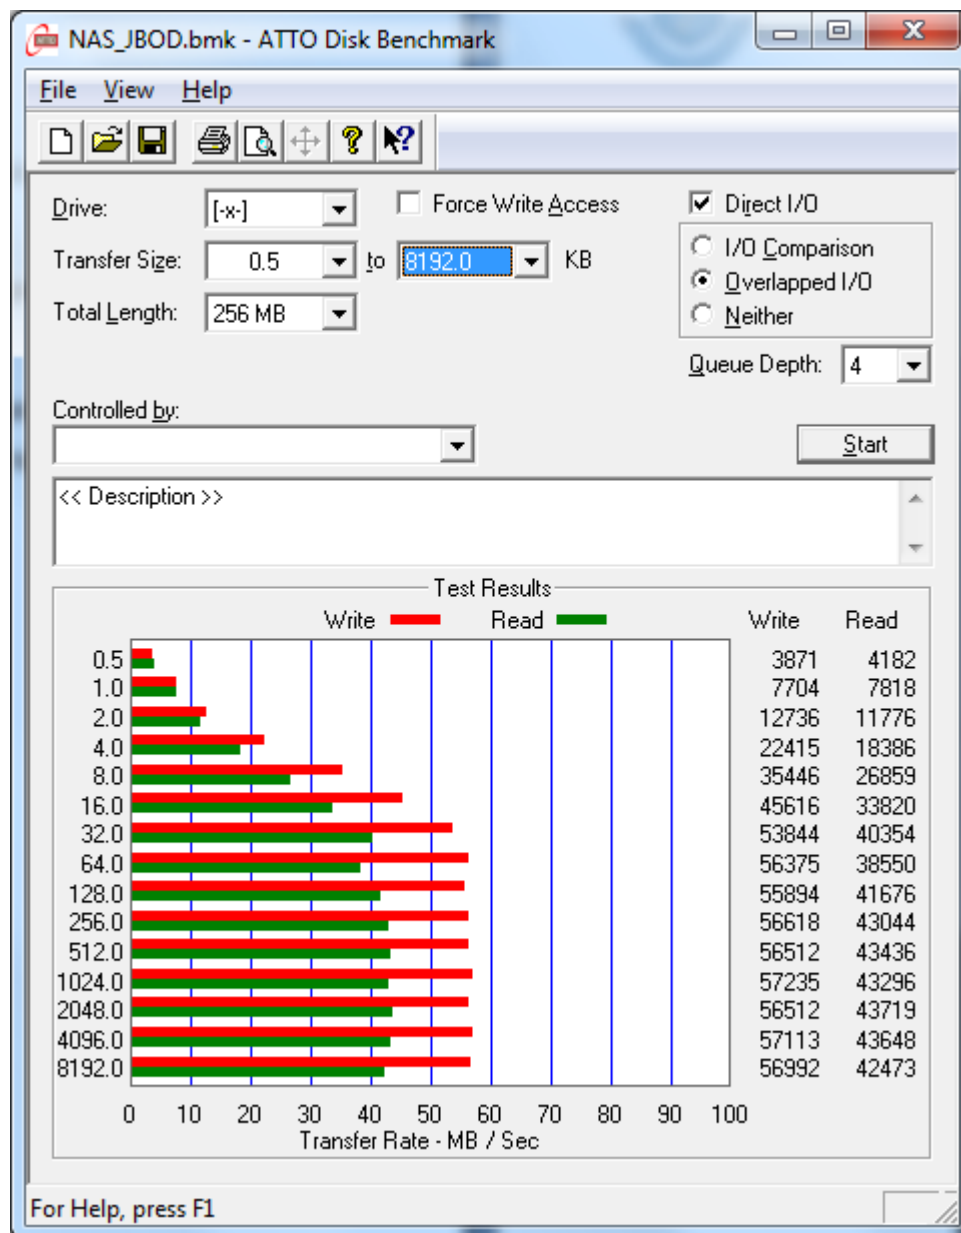 NAS_JBOD.bmk - ATTO Disk Benchmark
File View Help
Drive: [-x-] Force Write Access Direct I/O
Transfer Size: 0.5 to 8192.0 KB I/O Comparison
Overlapped I/O
Total Length: 256 MB Neither
Queue Depth: 4
Controlled by:
Start
<< Description >>
Test Results
Write Read Write Read
0.5 3871 4182
1.0 7704 7818
2.0 12736 11776
4.0 22415 18386
8.0 35446 26859
16.0 45616 33820
32.0 53844 40354
64.0 56375 38550
128.0 55894 41676
256.0 56618 43044
512.0 56512 43436
1024.0 57235 43296
2048.0 56512 43719
4096.0 57113 43648
8192.0 56992 42473
0 10 20 30 40 50 60 70 80 90 100
Transfer Rate - MB / Sec
For Help, press F1